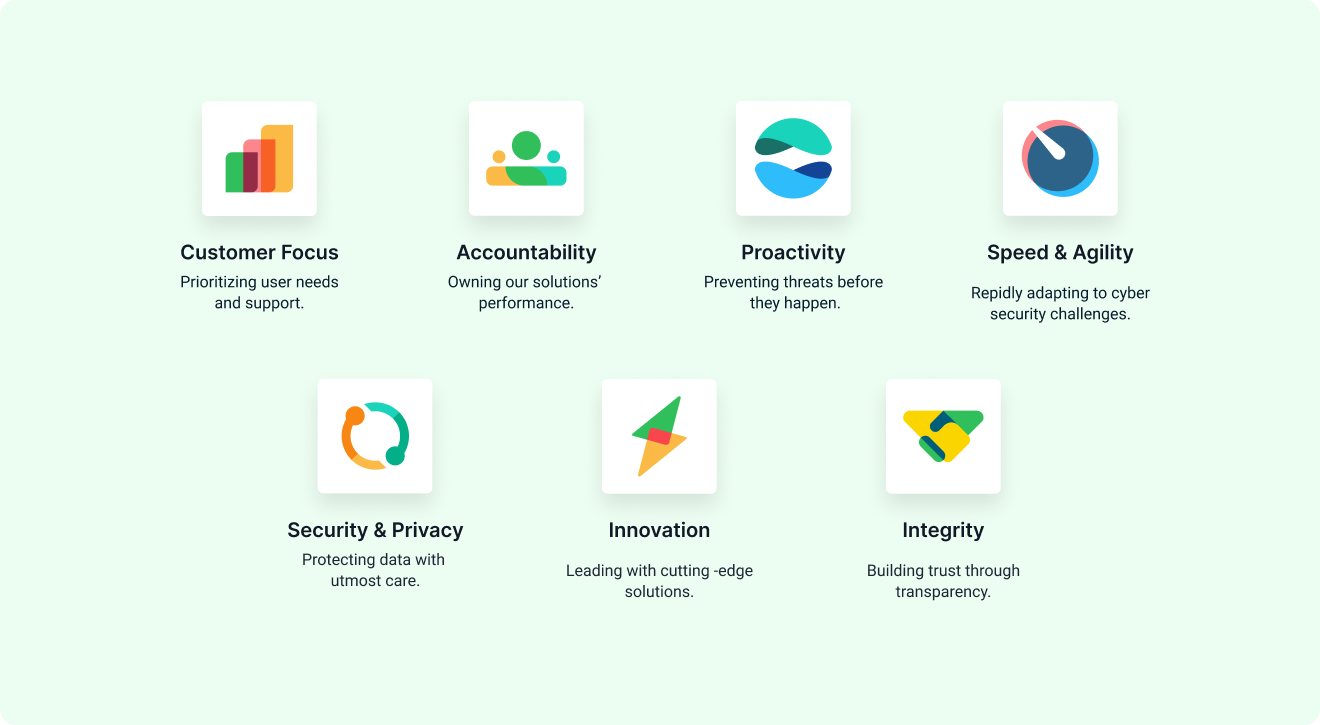 Customer Focus
Prioritizing user needs
and support.
Accountability
Owning our solutions’
performance.
Proactivity
Preventing threats before
they happen.
Speed & Agility
Repidly adapting to cyber
security challenges.
Security & Privacy
Protecting data with
utmost care.
Innovation
Leading with cutting -edge
solutions.
Integrity
Building trust through
transparency.